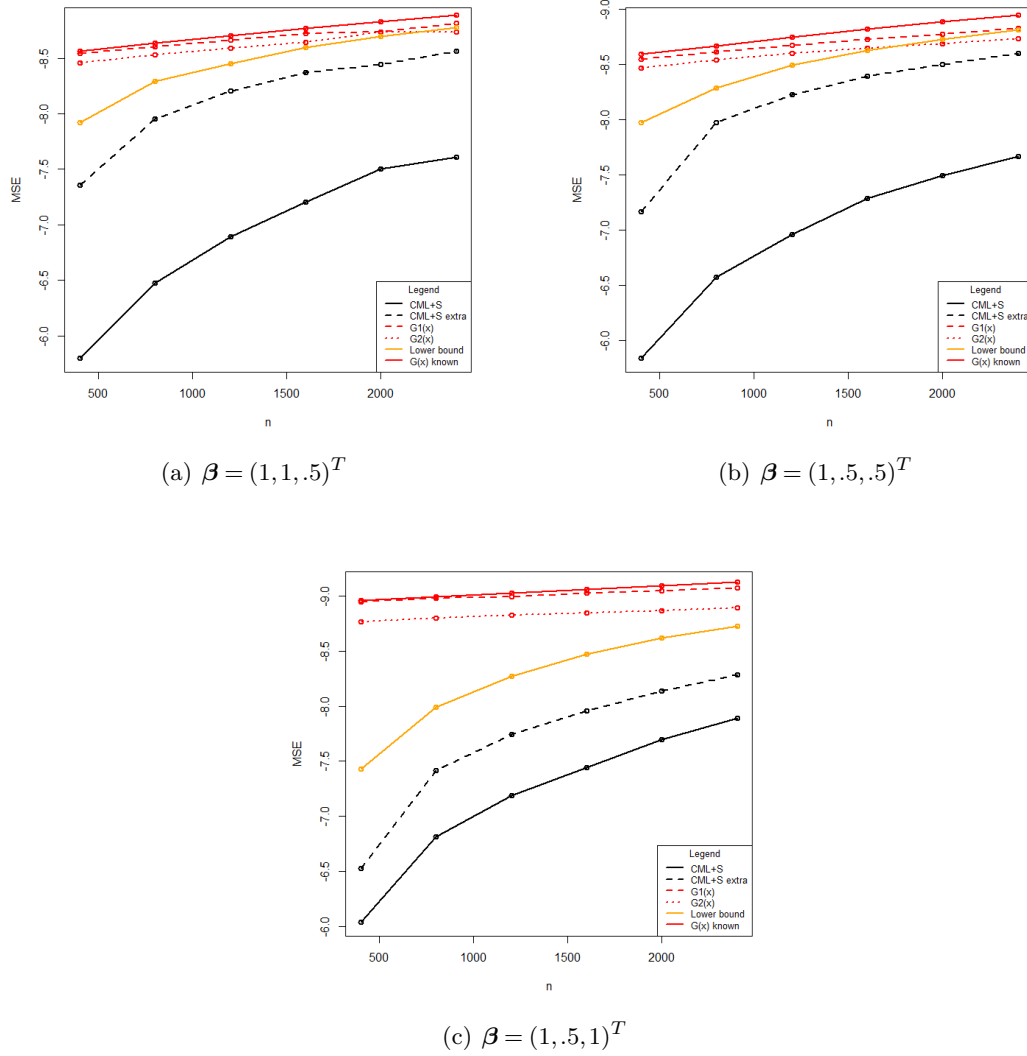 -8.5
-8.0
-7.5
-7.0
-6.5
-6.0
MSE
500 1000 1500 2000
n
Legend
CML+S
CML+S extra
G1(x)
G2(x)
Lower bound
G(x) known
(a) β = (1, 1, .5)^T
-9.0
-8.5
-8.0
-7.5
-7.0
-6.5
-6.0
MSE
500 1000 1500 2000
n
Legend
CML+S
CML+S extra
G1(x)
G2(x)
Lower bound
G(x) known
(b) β = (1, .5, .5)^T
-9.0
-8.5
-8.0
-7.5
-7.0
-6.5
-6.0
MSE
500 1000 1500 2000
n
Legend
CML+S
CML+S extra
G1(x)
G2(x)
Lower bound
G(x) known
(c) β = (1, .5, 1)^T